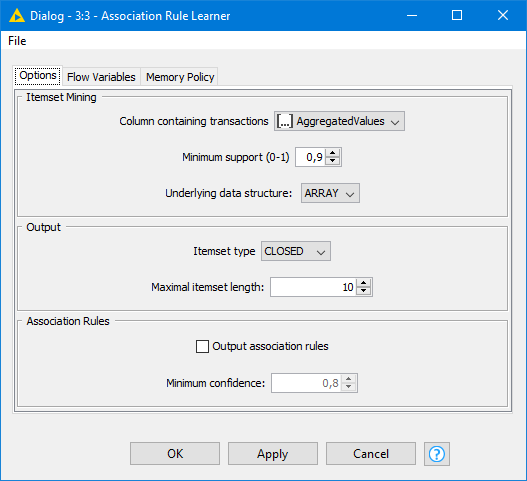 Dialog - 3:3 - Association Rule Learner
File
Options Flow Variables Memory Policy
Itemset Mining
Column containing transactions [...] AggregatedValues
Minimum support (0-1) 0,9
Underlying data structure: ARRAY
Output
Itemset type CLOSED
Maximal itemset length: 10
Association Rules
Output association rules
Minimum confidence: 0,8
OK Apply Cancel ?